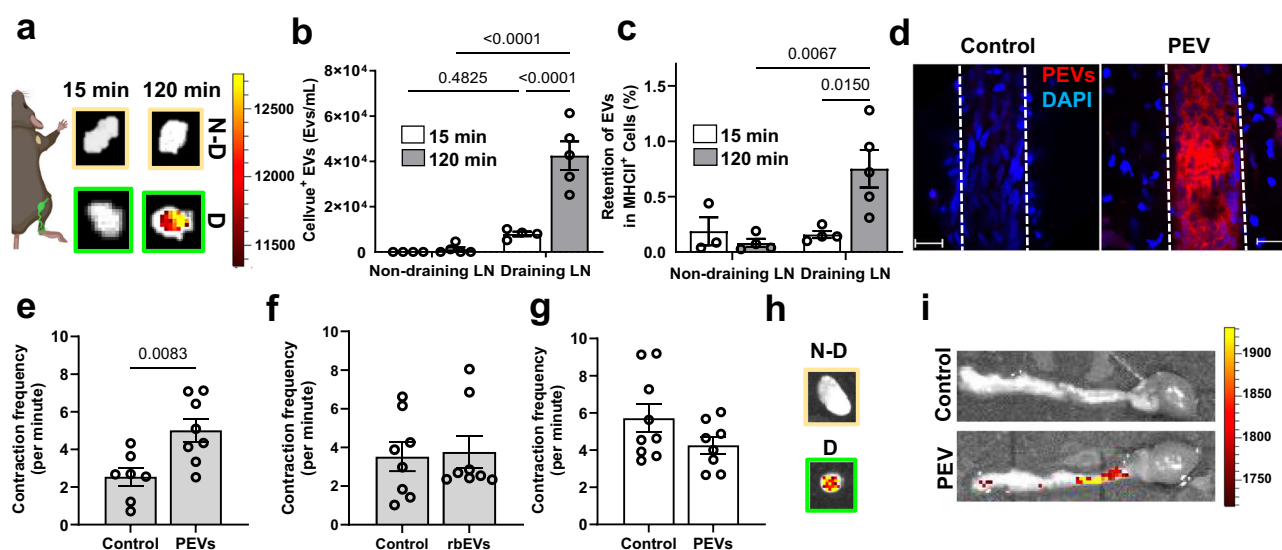 a
15 min 120 min
N-D
D
12500
12000
11500
b
Cellvue⁺ EVs (Evs/mL)
8×10⁴
6×10⁴
4×10⁴
2×10⁴
0
<0.0001
0.4825
<0.0001
15 min
120 min
Non-draining LN
Draining LN
c
Retention of EVs
in MHCII⁺ Cells (%)
1.5
1.0
0.5
0.0
0.0067
0.0150
15 min
120 min
Non-draining LN
Draining LN
d
Control
PEV
PEVs
DAPI
e
Contraction frequency
(per minute)
10
8
6
4
2
0
0.0083
Control
PEVs
f
Contraction frequency
(per minute)
10
8
6
4
2
0
Control
rbEVs
g
Contraction frequency
(per minute)
10
8
6
4
2
0
Control
PEVs
h
N-D
D
i
Control
PEV
1900
1850
1800
1750